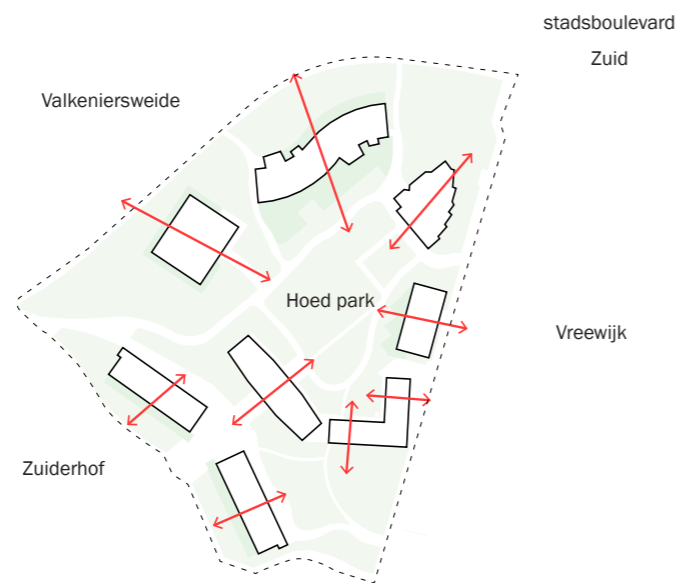 stadsboulevard
Zuid
Valkeniersweide
Hoed park
Vreewijk
Zuiderhof